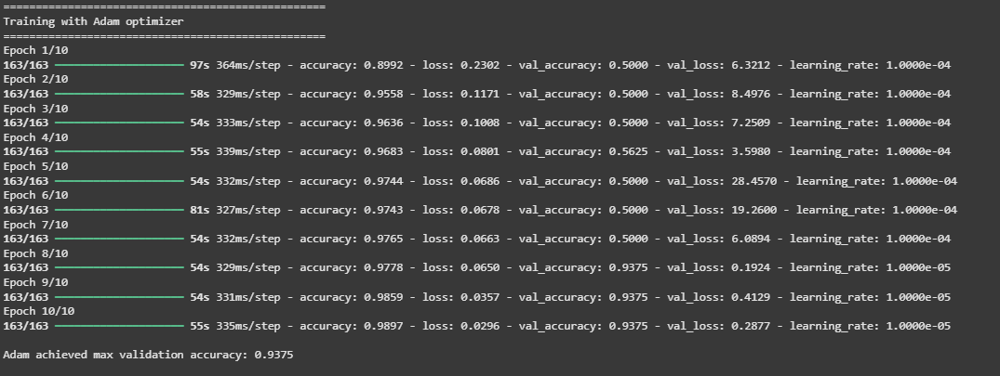 ==================================================
Training with Adam optimizer
==================================================
Epoch 1/10
163/163 ━━━━━━━━━━━━━━━━━━━━ 97s 364ms/step - accuracy: 0.8992 - loss: 0.2302 - val_accuracy: 0.5000 - val_loss: 6.3212 - learning_rate: 1.0000e-04
Epoch 2/10
163/163 ━━━━━━━━━━━━━━━━━━━━ 58s 329ms/step - accuracy: 0.9558 - loss: 0.1171 - val_accuracy: 0.5000 - val_loss: 8.4976 - learning_rate: 1.0000e-04
Epoch 3/10
163/163 ━━━━━━━━━━━━━━━━━━━━ 54s 333ms/step - accuracy: 0.9636 - loss: 0.1008 - val_accuracy: 0.5000 - val_loss: 7.2509 - learning_rate: 1.0000e-04
Epoch 4/10
163/163 ━━━━━━━━━━━━━━━━━━━━ 55s 339ms/step - accuracy: 0.9683 - loss: 0.0801 - val_accuracy: 0.5625 - val_loss: 3.5980 - learning_rate: 1.0000e-04
Epoch 5/10
163/163 ━━━━━━━━━━━━━━━━━━━━ 54s 332ms/step - accuracy: 0.9744 - loss: 0.0686 - val_accuracy: 0.5000 - val_loss: 28.4570 - learning_rate: 1.0000e-04
Epoch 6/10
163/163 ━━━━━━━━━━━━━━━━━━━━ 81s 327ms/step - accuracy: 0.9743 - loss: 0.0678 - val_accuracy: 0.5000 - val_loss: 19.2600 - learning_rate: 1.0000e-04
Epoch 7/10
163/163 ━━━━━━━━━━━━━━━━━━━━ 54s 332ms/step - accuracy: 0.9765 - loss: 0.0663 - val_accuracy: 0.5000 - val_loss: 6.0894 - learning_rate: 1.0000e-04
Epoch 8/10
163/163 ━━━━━━━━━━━━━━━━━━━━ 54s 329ms/step - accuracy: 0.9778 - loss: 0.0650 - val_accuracy: 0.9375 - val_loss: 0.1924 - learning_rate: 1.0000e-05
Epoch 9/10
163/163 ━━━━━━━━━━━━━━━━━━━━ 54s 331ms/step - accuracy: 0.9859 - loss: 0.0357 - val_accuracy: 0.9375 - val_loss: 0.4129 - learning_rate: 1.0000e-05
Epoch 10/10
163/163 ━━━━━━━━━━━━━━━━━━━━ 55s 335ms/step - accuracy: 0.9897 - loss: 0.0296 - val_accuracy: 0.9375 - val_loss: 0.2877 - learning_rate: 1.0000e-05
Adam achieved max validation accuracy: 0.9375